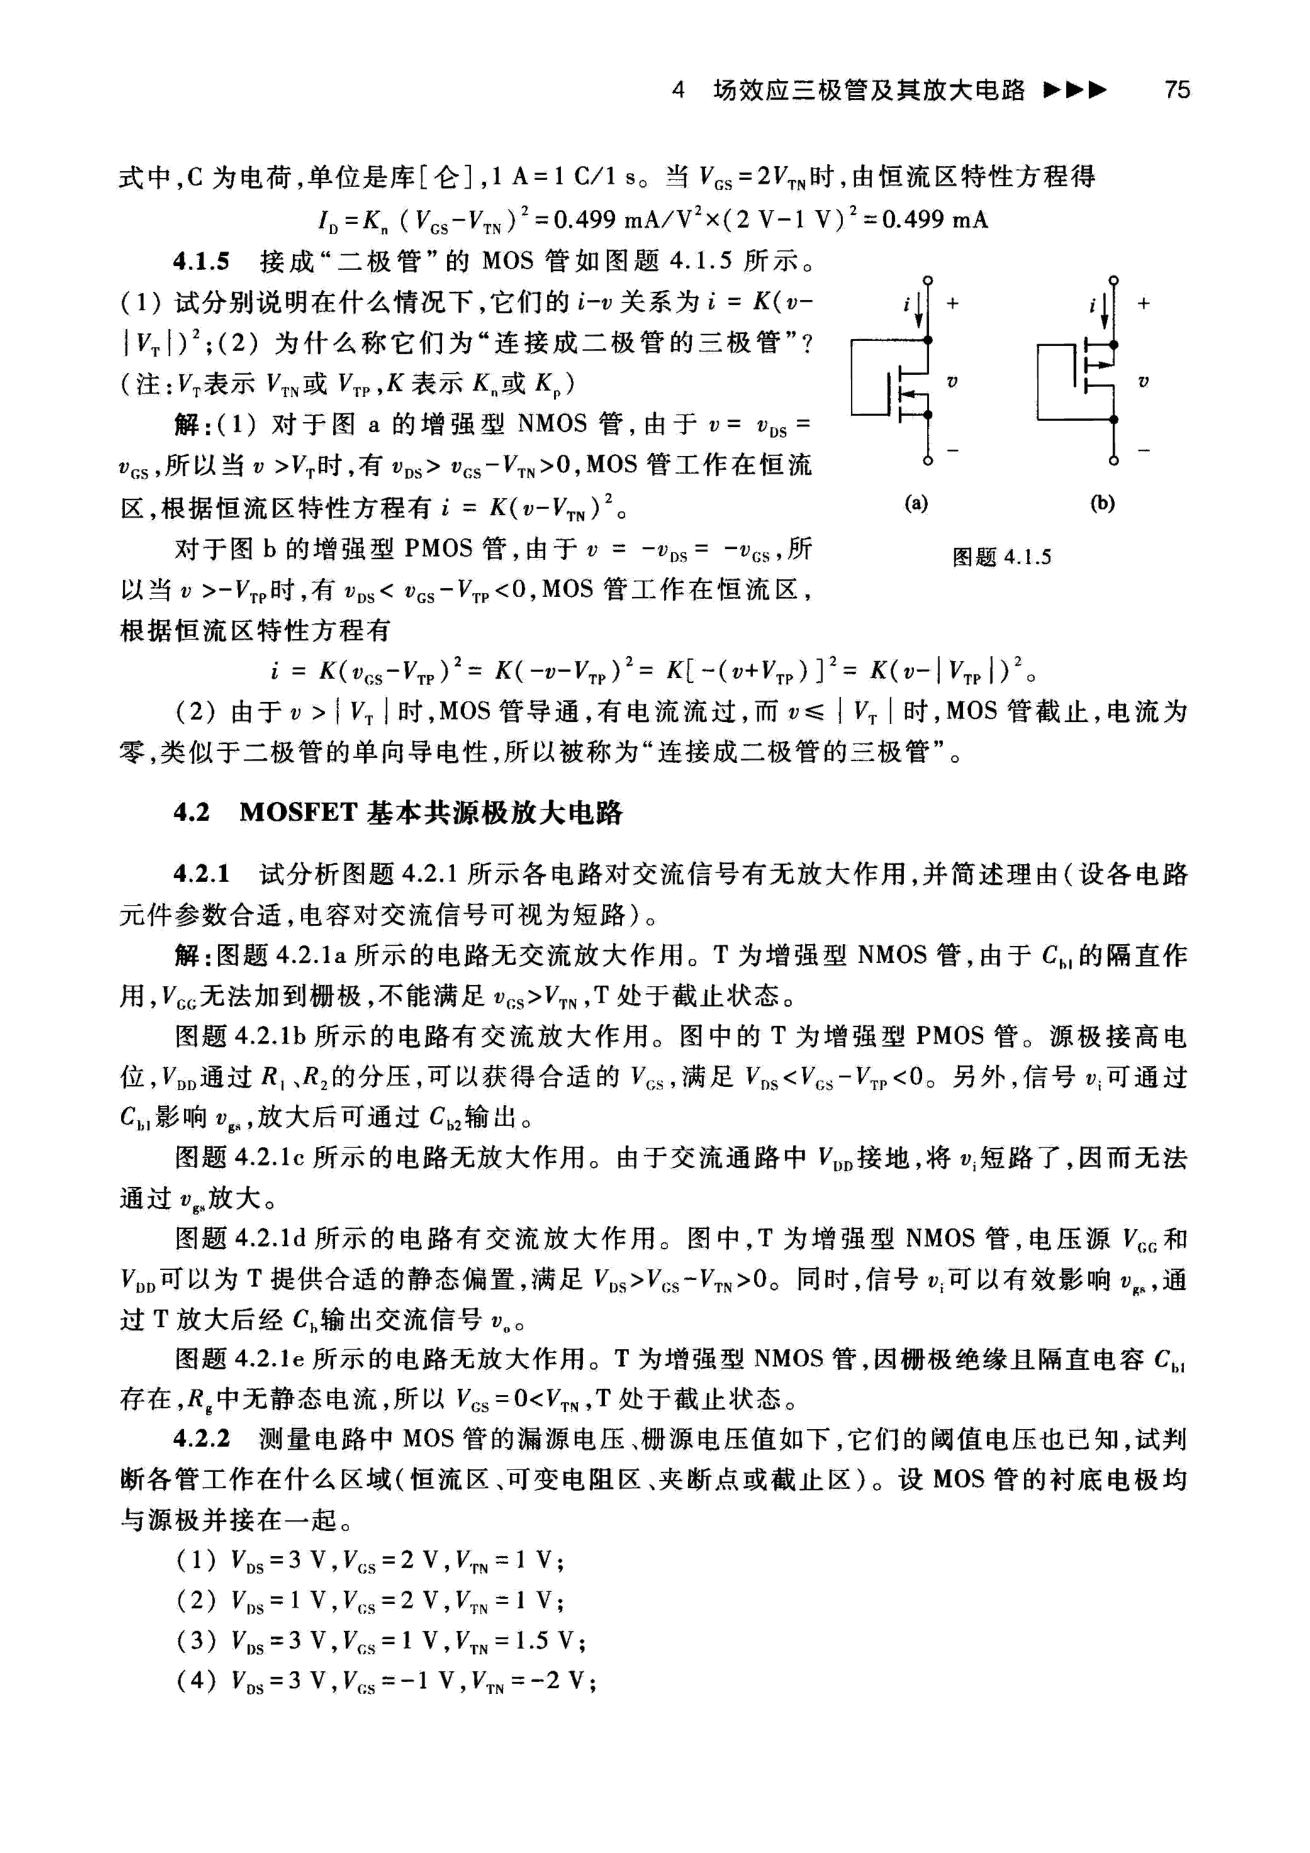 4 场效应三极管及其放大电路 ▶▶▶ 75
式中,C 为电荷,单位是库[仑],1 A=1 C/1 s。当 V_GS=2V_TN时,由恒流区特性方程得
I_D=K_n (V_GS-V_TN)²=0.499 mA/V²×(2 V-1 V)²=0.499 mA
4.1.5 接成“二极管”的 MOS 管如图题 4.1.5 所示。
(1) 试分别说明在什么情况下,它们的 i-v 关系为 i = K(v-
|V_T|)²;(2) 为什么称它们为“连接成二极管的三极管”?
(注:V_T表示 V_TN或 V_TP,K 表示 K_n或 K_p)
解:(1) 对于图 a 的增强型 NMOS 管,由于 v = v_DS =
v_GS,所以当 v >V_T时,有 v_DS> v_GS-V_TN>0,MOS 管工作在恒流
区,根据恒流区特性方程有 i = K(v-V_TN)²。
对于图 b 的增强型 PMOS 管,由于 v = -v_DS = -v_GS,所
以当 v >-V_TP时,有 v_DS< v_GS-V_TP<0,MOS 管工作在恒流区,
根据恒流区特性方程有
i + v -
(a)
i + v -
(b)
图题 4.1.5
i = K(v_GS-V_TP)² = K(-v-V_TP)² = K[-(v+V_TP)]² = K(v-|V_TP|)²。
(2) 由于 v >|V_T|时,MOS 管导通,有电流流过,而 v≤|V_T|时,MOS 管截止,电流为
零,类似于二极管的单向导电性,所以被称为“连接成二极管的三极管”。
4.2 MOSFET 基本共源极放大电路
4.2.1 试分析图题 4.2.1 所示各电路对交流信号有无放大作用,并简述理由(设各电路
元件参数合适,电容对交流信号可视为短路)。
解:图题 4.2.1a 所示的电路无交流放大作用。T 为增强型 NMOS 管,由于 C_b1的隔直作
用,V_GG无法加到栅极,不能满足 v_GS>V_TN,T 处于截止状态。
图题 4.2.1b 所示的电路有交流放大作用。图中的 T 为增强型 PMOS 管。源极接高电
位,V_DD通过 R_1、R_2的分压,可以获得合适的 V_GS,满足 V_DS<V_GS-V_TP<0。另外,信号 v_i可通过
C_b1影响 v_gs,放大后可通过 C_b2输出。
图题 4.2.1c 所示的电路无放大作用。由于交流通路中 V_DD接地,将 v_i短路了,因而无法
通过 v_gs放大。
图题 4.2.1d 所示的电路有交流放大作用。图中,T 为增强型 NMOS 管,电压源 V_GG和
V_DD可以为 T 提供合适的静态偏置,满足 V_DS>V_GS-V_TN>0。同时,信号 v_i可以有效影响 v_gs,通
过 T 放大后经 C_b输出交流信号 v_o。
图题 4.2.1e 所示的电路无放大作用。T 为增强型 NMOS 管,因栅极绝缘且隔直电容 C_b1
存在,R_g中无静态电流,所以 V_GS=0<V_TN,T 处于截止状态。
4.2.2 测量电路中 MOS 管的漏源电压、栅源电压值如下,它们的阈值电压也已知,试判
断各管工作在什么区域(恒流区、可变电阻区、夹断点或截止区)。设 MOS 管的衬底电极均
与源极并接在一起。
(1) V_DS=3 V,V_GS=2 V,V_TN=1 V;
(2) V_DS=1 V,V_GS=2 V,V_TN=1 V;
(3) V_DS=3 V,V_GS=1 V,V_TN=1.5 V;
(4) V_DS=3 V,V_GS=-1 V,V_TN=-2 V;